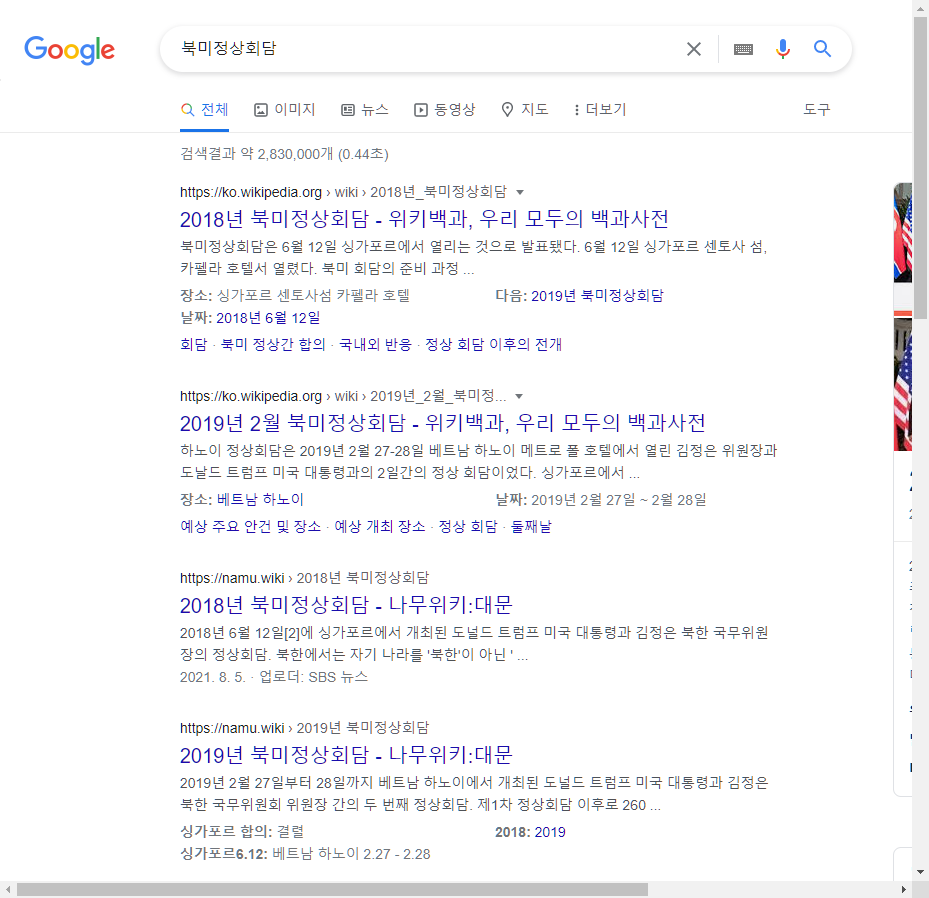 Google
북미정상회담
전체 이미지 뉴스 동영상 지도 더보기 도구
검색결과 약 2,830,000개 (0.44초)
https://ko.wikipedia.org › wiki › 2018년_북미정상회담
2018년 북미정상회담 - 위키백과, 우리 모두의 백과사전
북미정상회담은 6월 12일 싱가포르에서 열리는 것으로 발표됐다. 6월 12일 싱가포르 센토사 섬,
카펠라 호텔서 열렸다. 북미 회담의 준비 과정 ...
장소: 싱가포르 센토사섬 카펠라 호텔 다음: 2019년 북미정상회담
날짜: 2018년 6월 12일
회담 · 북미 정상간 합의 · 국내외 반응 · 정상 회담 이후의 전개
https://ko.wikipedia.org › wiki › 2019년_2월_북미정...
2019년 2월 북미정상회담 - 위키백과, 우리 모두의 백과사전
하노이 정상회담은 2019년 2월 27-28일 베트남 하노이 메트로 폴 호텔에서 열린 김정은 위원장과
도날드 트럼프 미국 대통령과의 2일간의 정상 회담이었다. 싱가포르에서 ...
장소: 베트남 하노이 날짜: 2019년 2월 27일 ~ 2월 28일
예상 주요 안건 및 장소 · 예상 개최 장소 · 정상 회담 · 둘째날
https://namu.wiki › 2018년 북미정상회담
2018년 북미정상회담 - 나무위키:대문
2018년 6월 12일[2]에 싱가포르에서 개최된 도널드 트럼프 미국 대통령과 김정은 북한 국무위원
장의 정상회담. 북한에서는 자기 나라를 '북한'이 아닌 ' ...
2021. 8. 5. · 업로더: SBS 뉴스
https://namu.wiki › 2019년 북미정상회담
2019년 북미정상회담 - 나무위키:대문
2019년 2월 27일부터 28일까지 베트남 하노이에서 개최된 도널드 트럼프 미국 대통령과 김정은
북한 국무위원회 위원장 간의 두 번째 정상회담. 제1차 정상회담 이후로 260 ...
싱가포르 합의: 결렬 2018: 2019
싱가포르6.12: 베트남 하노이 2.27 - 2.28